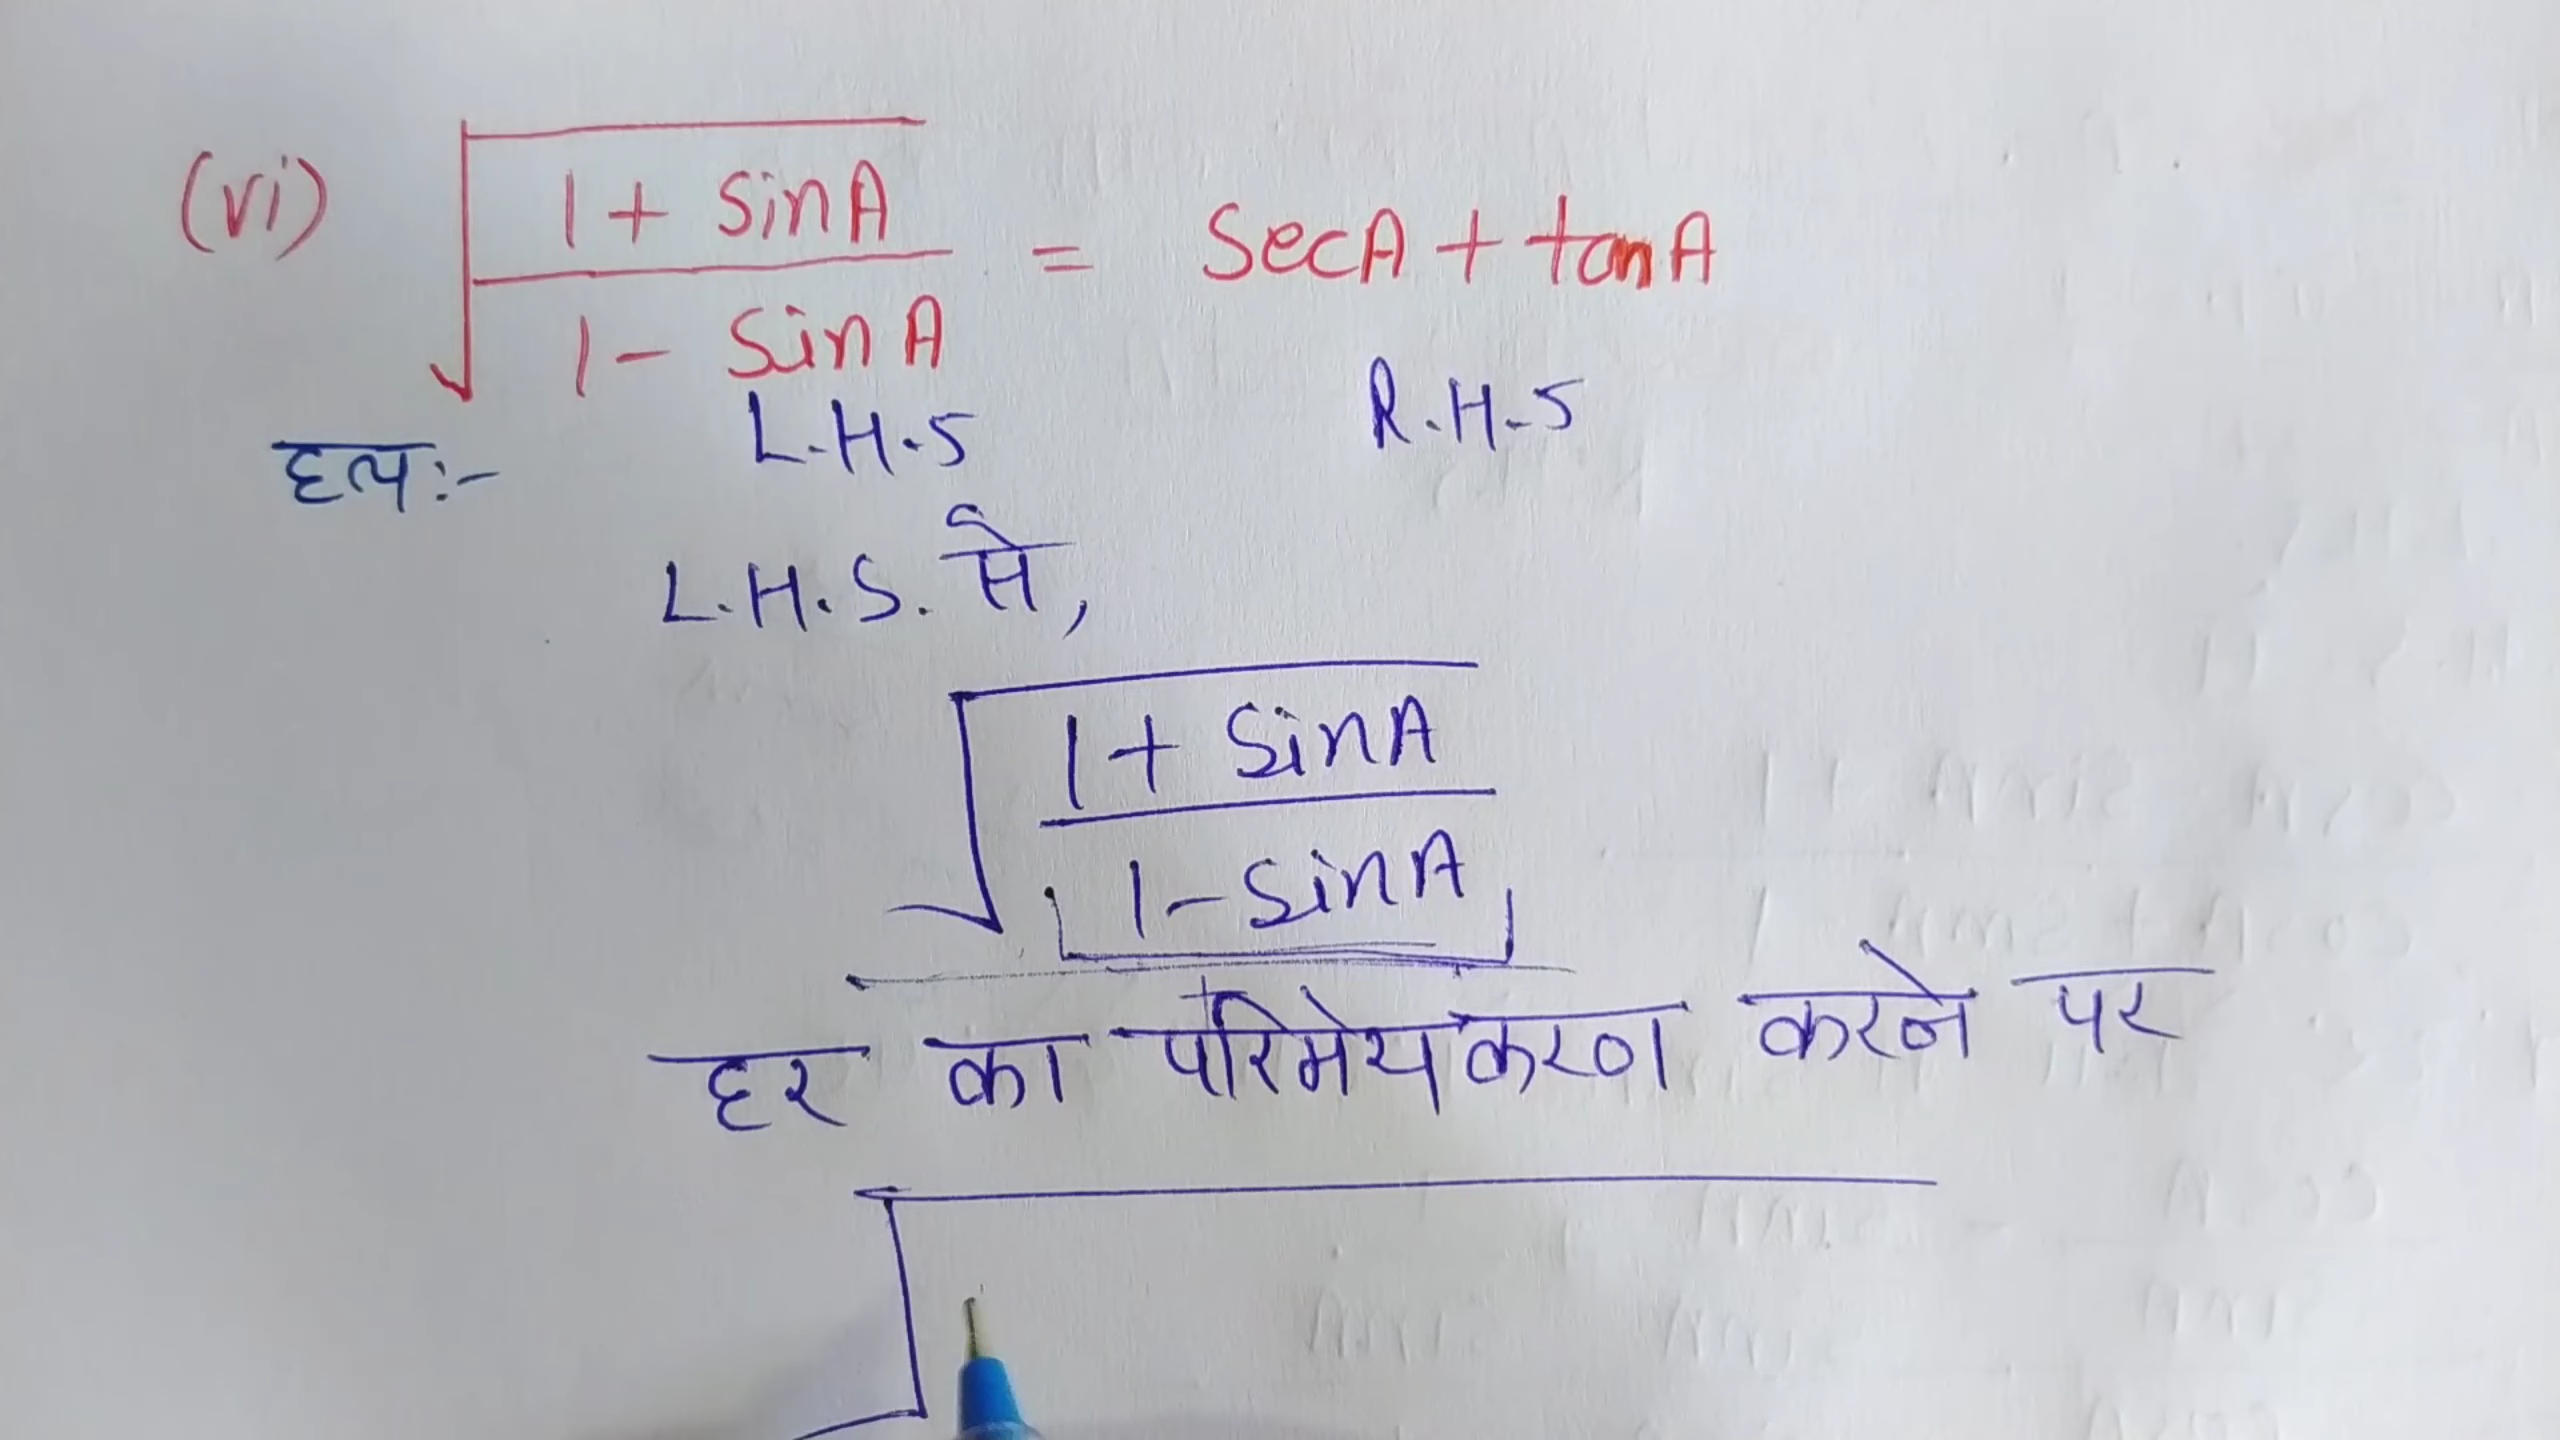 (vi) √(1 + sinA / 1 - sinA) = secA + tanA
L.H.S R.H.S
हल :-
L.H.S. से,
√(1 + sinA / 1 - sinA)
हर का परिमेयकरण करने पर